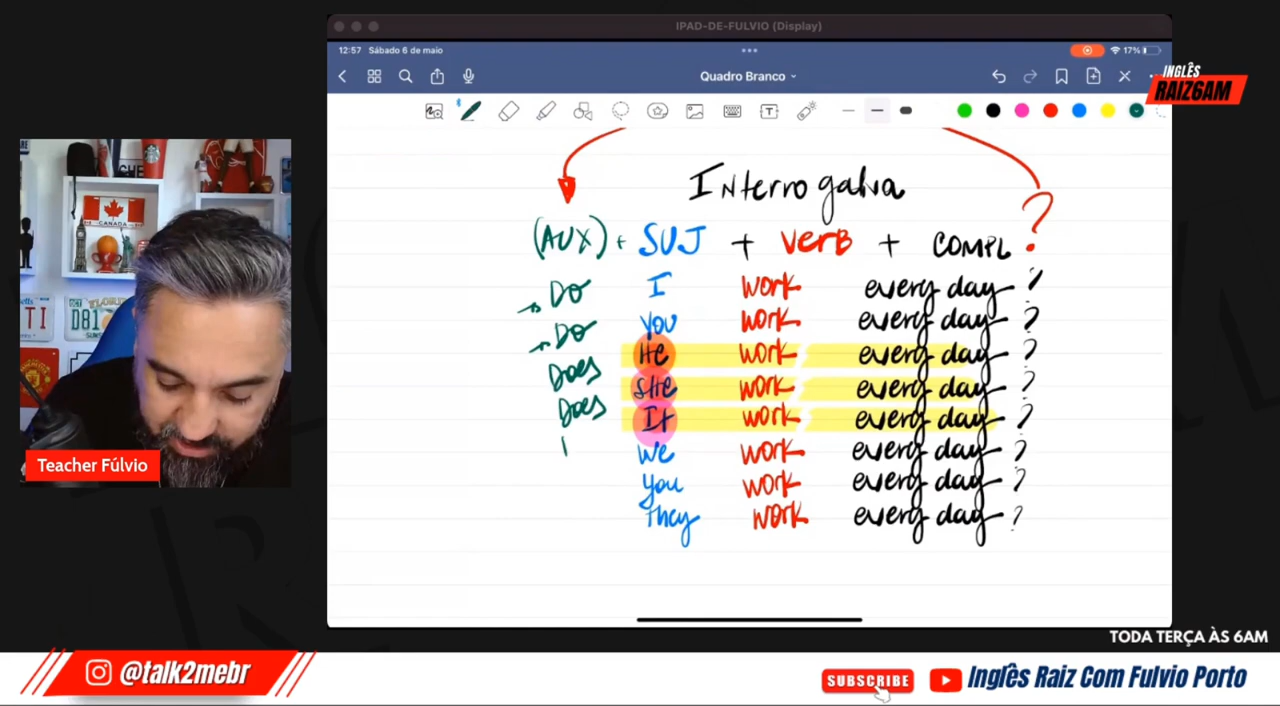 IPAD-DE-FULVIO (Display)
12:57 Sábado 6 de maio
17%
Quadro Branco
INGLÊS
RAIZ6AM
Interrogativa
(AUX) + SUJ + VERB + COMPL ?
DO I work every day ?
DO You work every day ?
Does He work every day ?
Does She work every day ?
It work every day ?
We work every day ?
You work every day ?
They work every day ?
CANADA
D81
Teacher Fúlvio
TODA TERÇA ÀS 6AM
@talk2mebr
SUBSCRIBE
Inglês Raiz Com Fulvio Porto